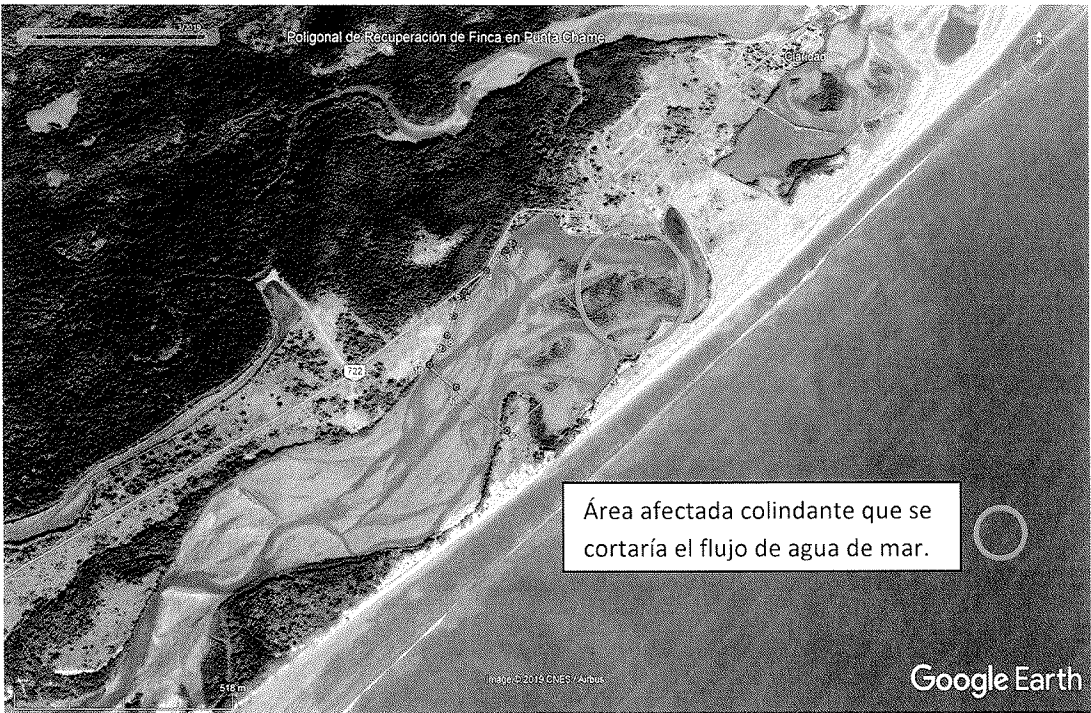 Poligonal de Recuperación de Finca en Punta Chame
722
Área afectada colindante que se
cortaría el flujo de agua de mar.
518 m
Image © 2019 CNES / Airbus
Google Earth